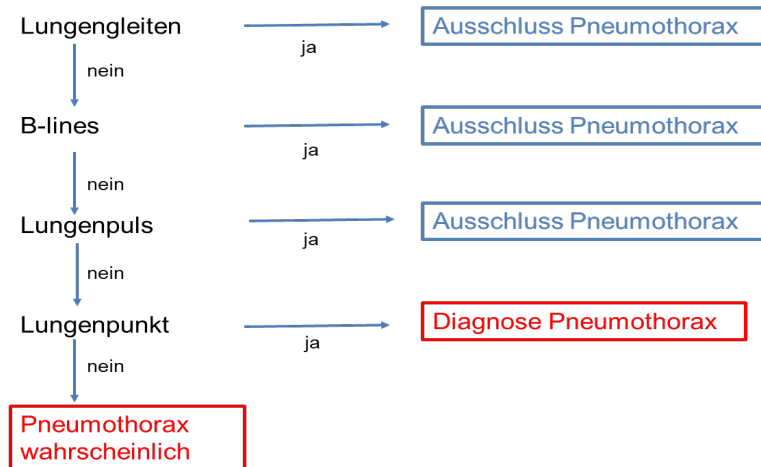 Lungengleiten
ja
Ausschluss Pneumothorax
nein
B-lines
ja
Ausschluss Pneumothorax
nein
Lungenpuls
ja
Ausschluss Pneumothorax
nein
Lungenpunkt
ja
Diagnose Pneumothorax
nein
Pneumothorax
wahrscheinlich